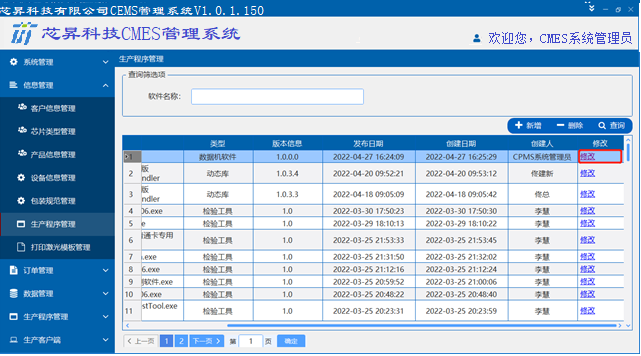 芯昇科技有限公司CEMS管理系统V1.0.1.150
芯昇科技CMES管理系统
欢迎您，CMES系统管理员
系统管理
信息管理
客户信息管理
芯片类型管理
产品信息管理
设备信息管理
包装规范管理
生产程序管理
打印激光模板管理
订单管理
数据管理
生产程序管理
生产客户端
生产程序管理
查询筛选项
软件名称：
新增 删除 查询
类型 版本信息 发布日期 创建日期 创建人 修改
1 数据机软件 1.0.0.0 2022-04-27 16:24:09 2022-04-27 16:25:29 CPMS系统管理员 修改
2 版 ndler 动态库 1.0.3.4 2022-04-20 09:52:21 2022-04-20 09:53:12 佟建新 修改
3 版 ndler 动态库 1.0.3.3 2022-04-18 09:05:09 2022-04-18 09:05:42 佟总 修改
4 06.exe 检验工具 1.0 2022-03-30 17:50:23 2022-03-30 17:50:30 李慧 修改
5 e 检验工具 1.0 2022-03-29 18:10:13 2022-03-29 18:10:22 李慧 修改
6 通卡专用 检验工具 1.0 2022-03-25 21:53:33 2022-03-25 21:53:45 李慧 修改
7 .exe 检验工具 1.0 2022-03-25 21:31:50 2022-03-25 21:32:02 李慧 修改
8 6.exe 检验工具 1.0 2022-03-25 21:12:16 2022-03-25 21:12:24 李慧 修改
9 软件.exe 检验工具 1.0 2022-03-25 20:59:52 2022-03-25 21:00:06 李慧 修改
10 06.exe 检验工具 1.0 2022-03-25 20:48:22 2022-03-25 20:48:40 李慧 修改
11 stTool.exe 检验工具 1.0 2022-03-25 20:23:31 2022-03-25 20:23:59 李慧 修改
上一页 1 2 下一页 第 1 页 确定